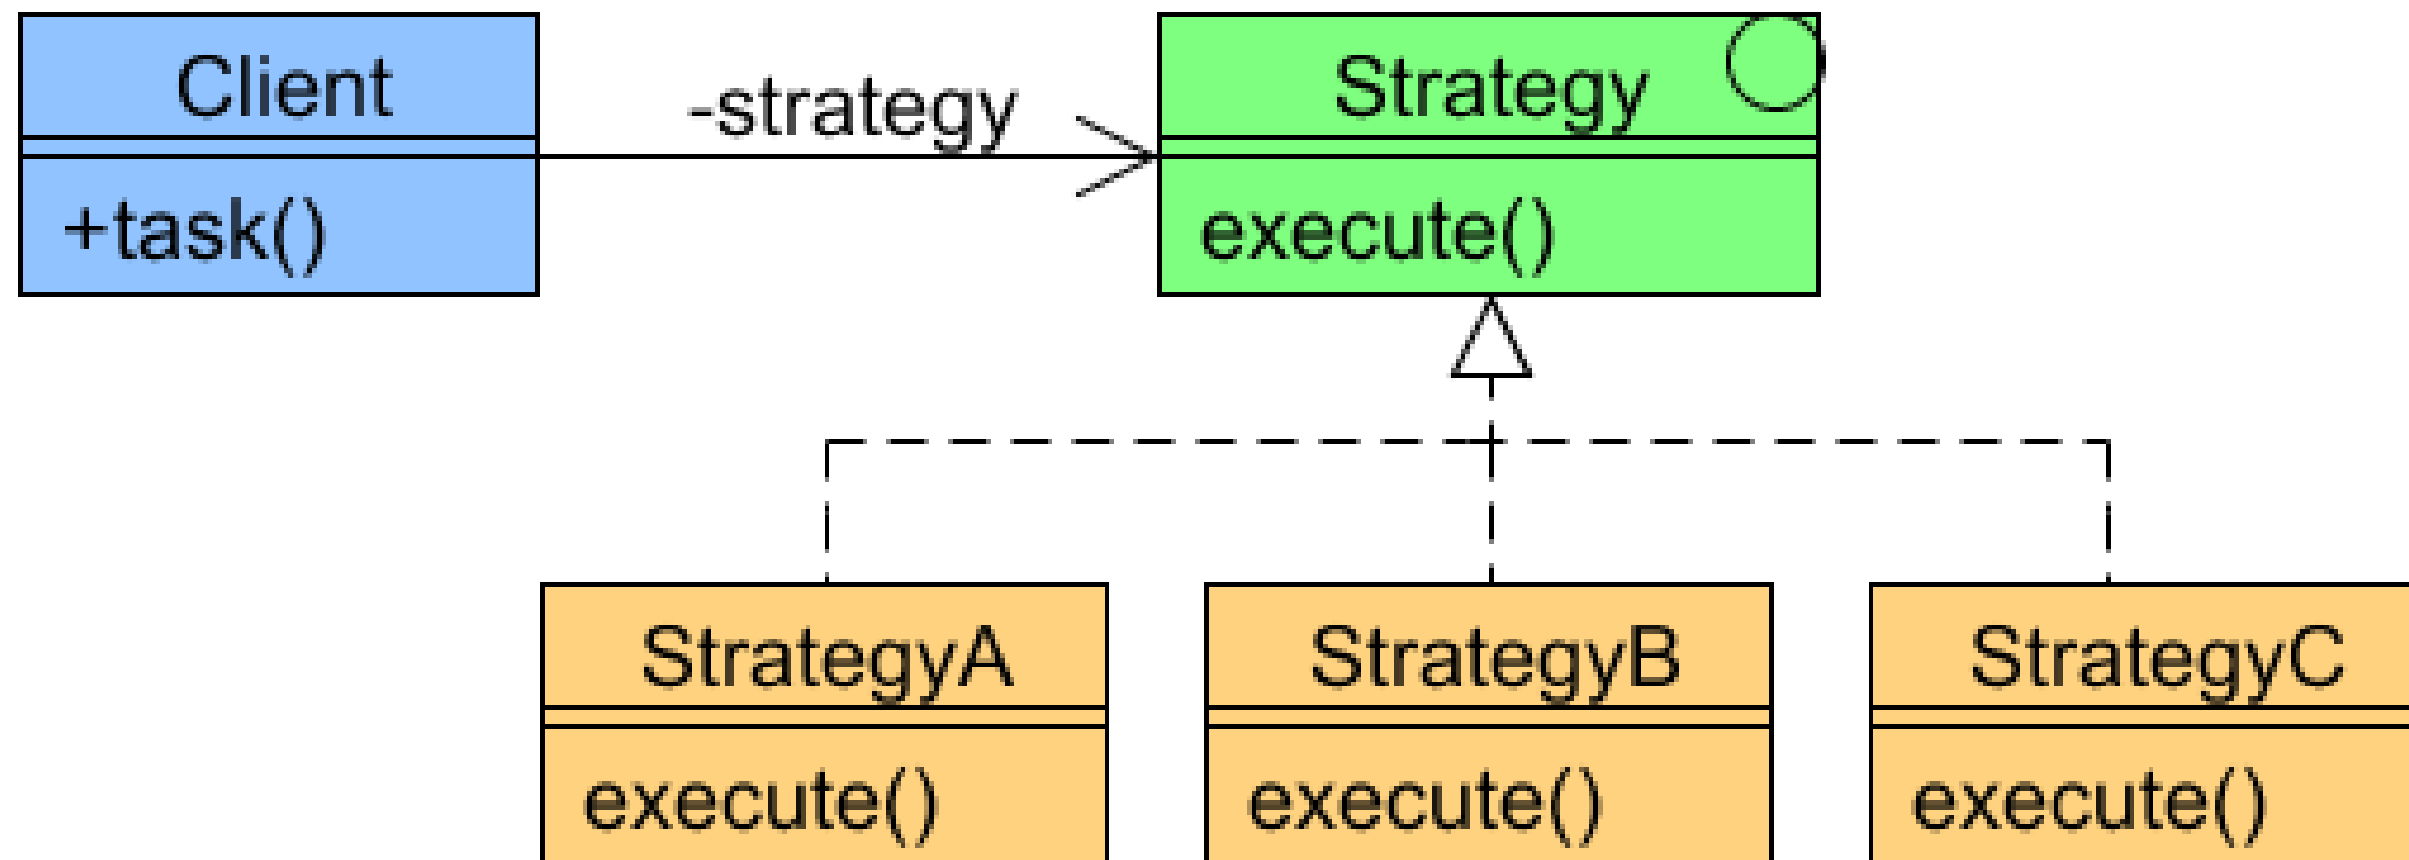 Client
-strategy
Strategy
+task()
execute()
StrategyA
StrategyB
StrategyC
execute()
execute()
execute()